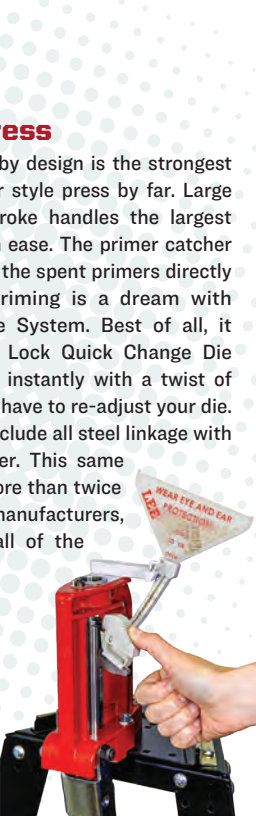 ress
by design is the strongest
r style press by far. Large
roke handles the largest
ease. The primer catcher
the spent primers directly
riming is a dream with
e System. Best of all, it
Lock Quick Change Die
instantly with a twist of
have to re-adjust your die.
clude all steel linkage with
er. This same
ore than twice
manufacturers,
all of the
WEAR EYE AND EAR
PROTECTION
LEE